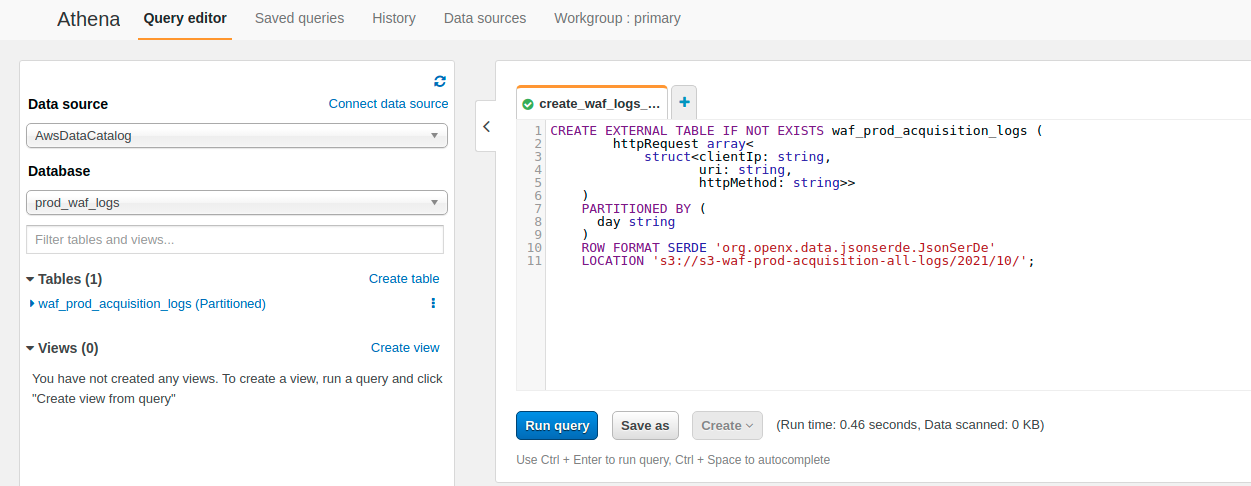 Athena Query editor Saved queries History Data sources Workgroup : primary
Data source Connect data source
AwsDataCatalog
Database
prod_waf_logs
Filter tables and views...
Tables (1) Create table
waf_prod_acquisition_logs (Partitioned)
Views (0) Create view
You have not created any views. To create a view, run a query and click
"Create view from query"
create_waf_logs_... +
1 CREATE EXTERNAL TABLE IF NOT EXISTS waf_prod_acquisition_logs (
2 httpRequest array<
3 struct<clientIp: string,
4 uri: string,
5 httpMethod: string>>
6 )
7 PARTITIONED BY (
8 day string
9 )
10 ROW FORMAT SERDE 'org.openx.data.jsonserde.JsonSerDe'
11 LOCATION 's3://s3-waf-prod-acquisition-all-logs/2021/10/';
Run query Save as Create (Run time: 0.46 seconds, Data scanned: 0 KB)
Use Ctrl + Enter to run query, Ctrl + Space to autocomplete